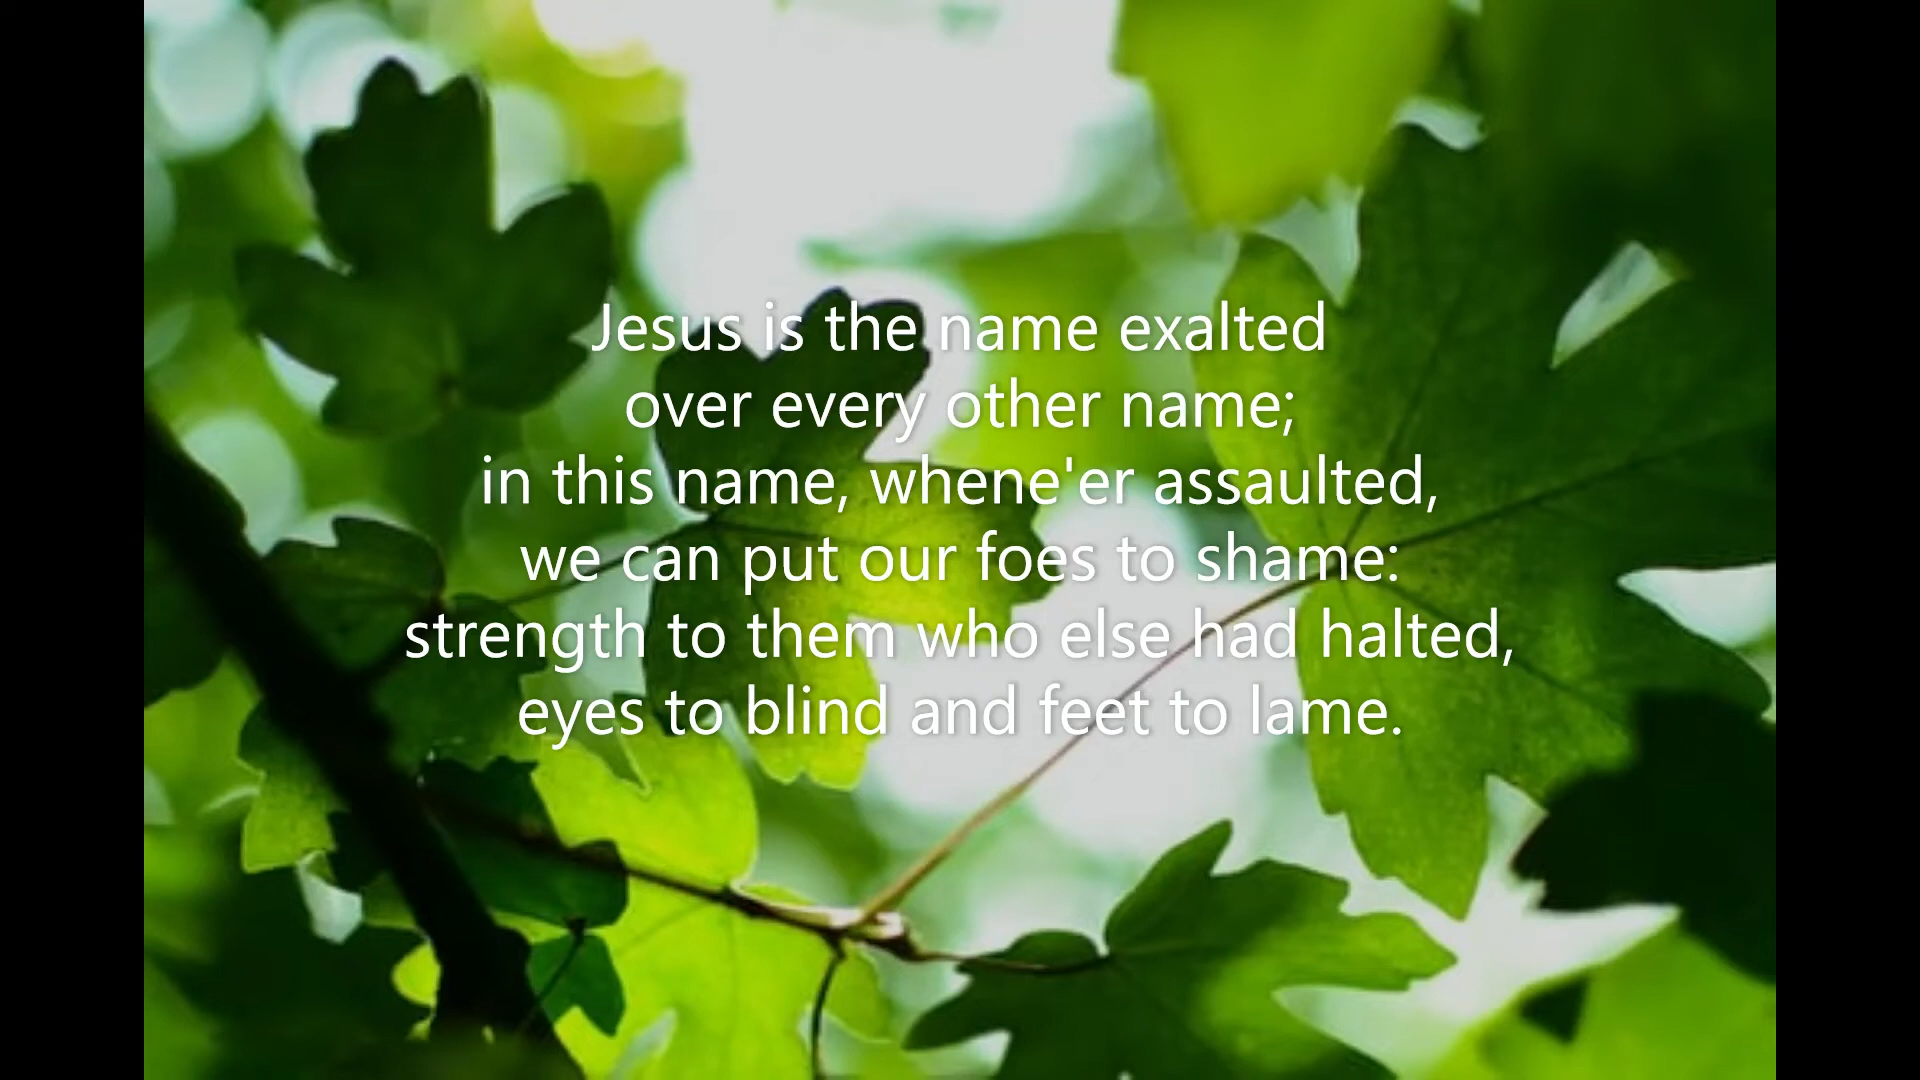 Jesus is the name exalted
over every other name;
in this name, whene'er assaulted,
we can put our foes to shame:
strength to them who else had halted,
eyes to blind and feet to lame.